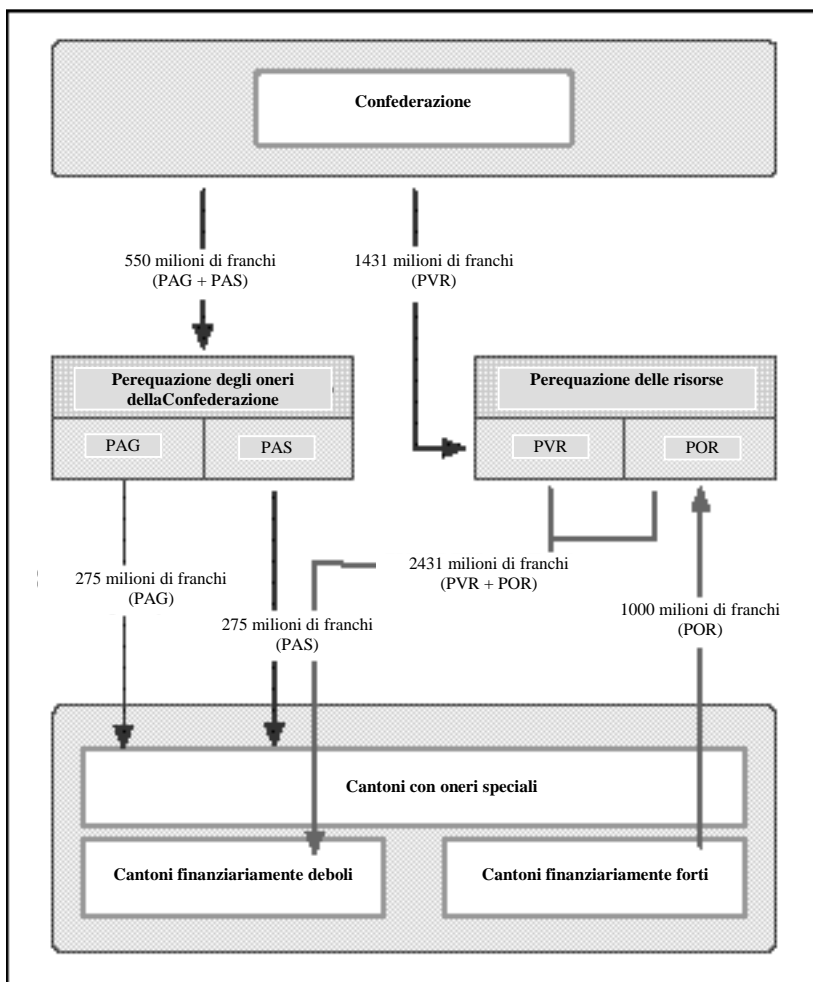 Confederazione
550 milioni di franchi
(PAG + PAS)
1431 milioni di franchi
(PVR)
Perequazione degli oneri
dellaConfederazione
Perequazione delle risorse
PAG
PAS
PVR
POR
275 milioni di franchi
(PAG)
275 milioni di franchi
(PAS)
2431 milioni di franchi
(PVR + POR)
1000 milioni di franchi
(POR)
Cantoni con oneri speciali
Cantoni finanziariamente deboli
Cantoni finanziariamente forti